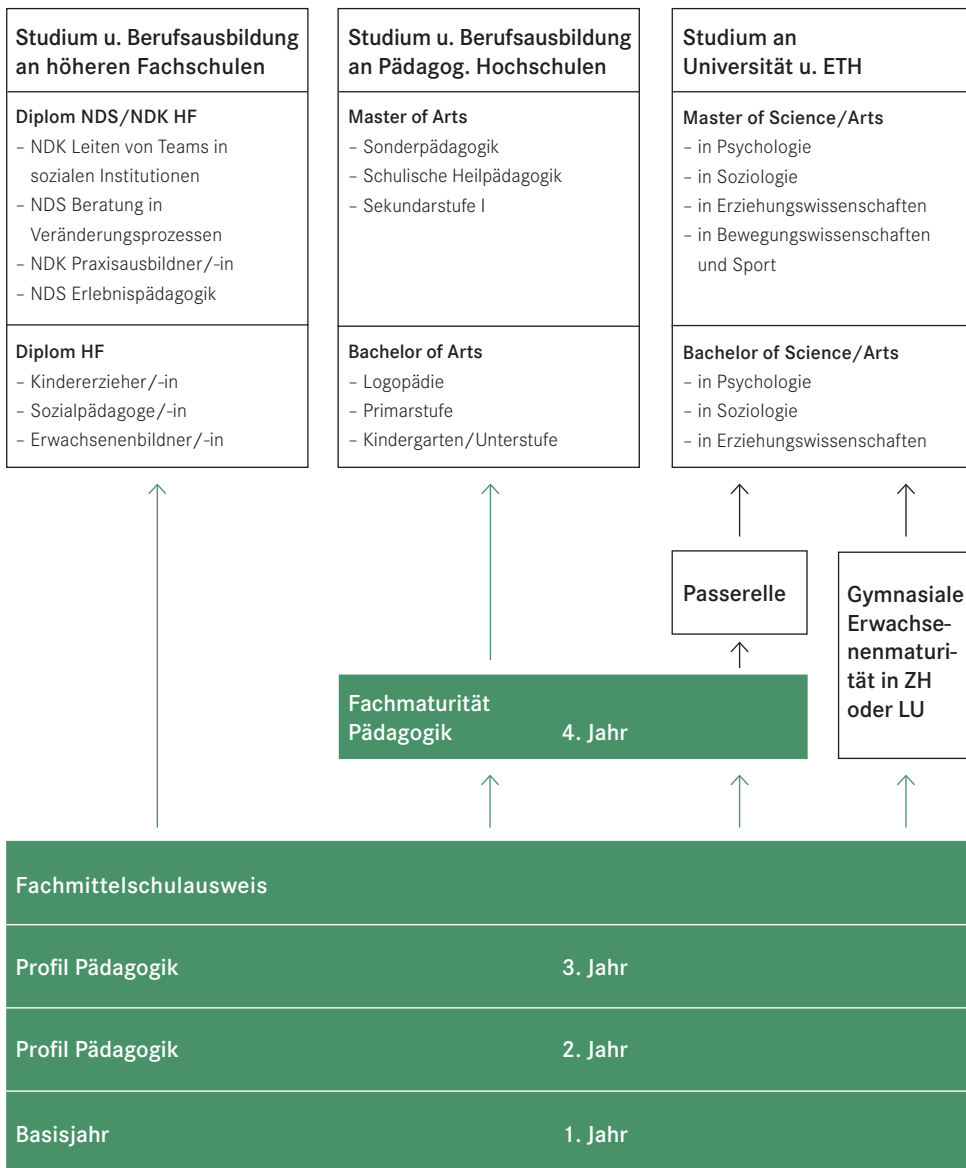 Studium u. Berufsausbildung
an höheren Fachschulen
Diplom NDS/NDK HF
– NDK Leiten von Teams in
sozialen Institutionen
– NDS Beratung in
Veränderungsprozessen
– NDK Praxisausbildner/-in
– NDS Erlebnispädagogik
Diplom HF
– Kindererzieher/-in
– Sozialpädagoge/-in
– Erwachsenenbildner/-in
Studium u. Berufsausbildung
an Pädagog. Hochschulen
Master of Arts
– Sonderpädagogik
– Schulische Heilpädagogik
– Sekundarstufe I
Bachelor of Arts
– Logopädie
– Primarstufe
– Kindergarten/Unterstufe
Studium an
Universität u. ETH
Master of Science/Arts
– in Psychologie
– in Soziologie
– in Erziehungswissenschaften
– in Bewegungswissenschaften
und Sport
Bachelor of Science/Arts
– in Psychologie
– in Soziologie
– in Erziehungswissenschaften
Passerelle
Gymnasiale
Erwachse-
nenmaturi-
tät in ZH
oder LU
Fachmaturität
Pädagogik 4. Jahr
Fachmittelschulausweis
Profil Pädagogik 3. Jahr
Profil Pädagogik 2. Jahr
Basisjahr 1. Jahr